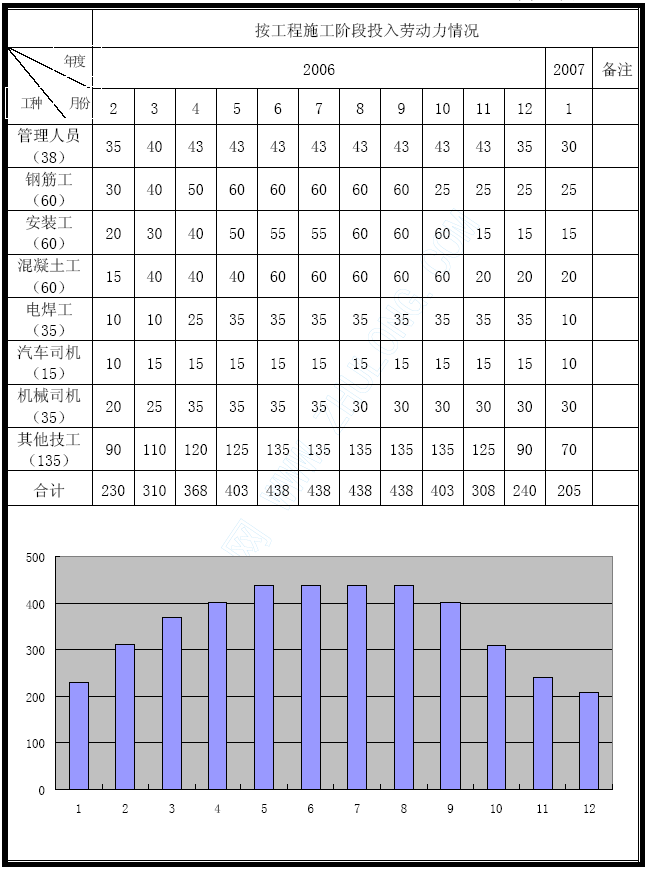 按工程施工阶段投入劳动力情况
年度
2006 2007 备注
工种 月份 2 3 4 5 6 7 8 9 10 11 12 1
管理人员
（38） 35 40 43 43 43 43 43 43 43 43 35 30
钢筋工
（60） 30 40 50 60 60 60 60 60 25 25 25 25
安装工
（60） 20 30 40 50 55 55 60 60 60 15 15 15
混凝土工
（60） 15 40 40 40 60 60 60 60 60 20 20 20
电焊工
（35） 10 10 25 35 35 35 35 35 35 35 35 10
汽车司机
（15） 10 15 15 15 15 15 15 15 15 15 15 10
机械司机
（35） 20 25 35 35 35 35 30 30 30 30 30 30
其他技工
（135） 90 110 120 125 135 135 135 135 135 125 90 70
合计 230 310 368 403 438 438 438 438 403 308 240 205
500
400
300
200
100
0
1 2 3 4 5 6 7 8 9 10 11 12